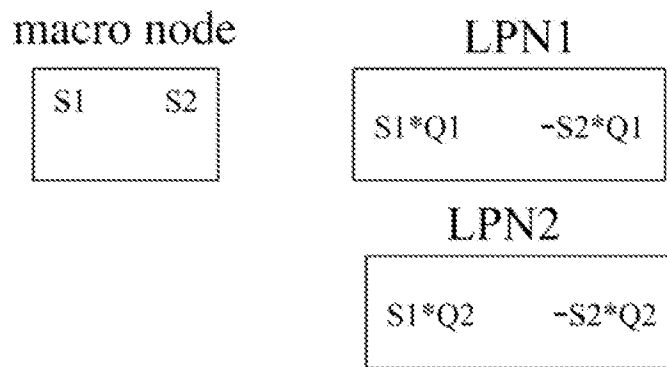 macro node
LPN1
S1 S2
S1*Q1 -S2*Q1
LPN2
S1*Q2 -S2*Q2